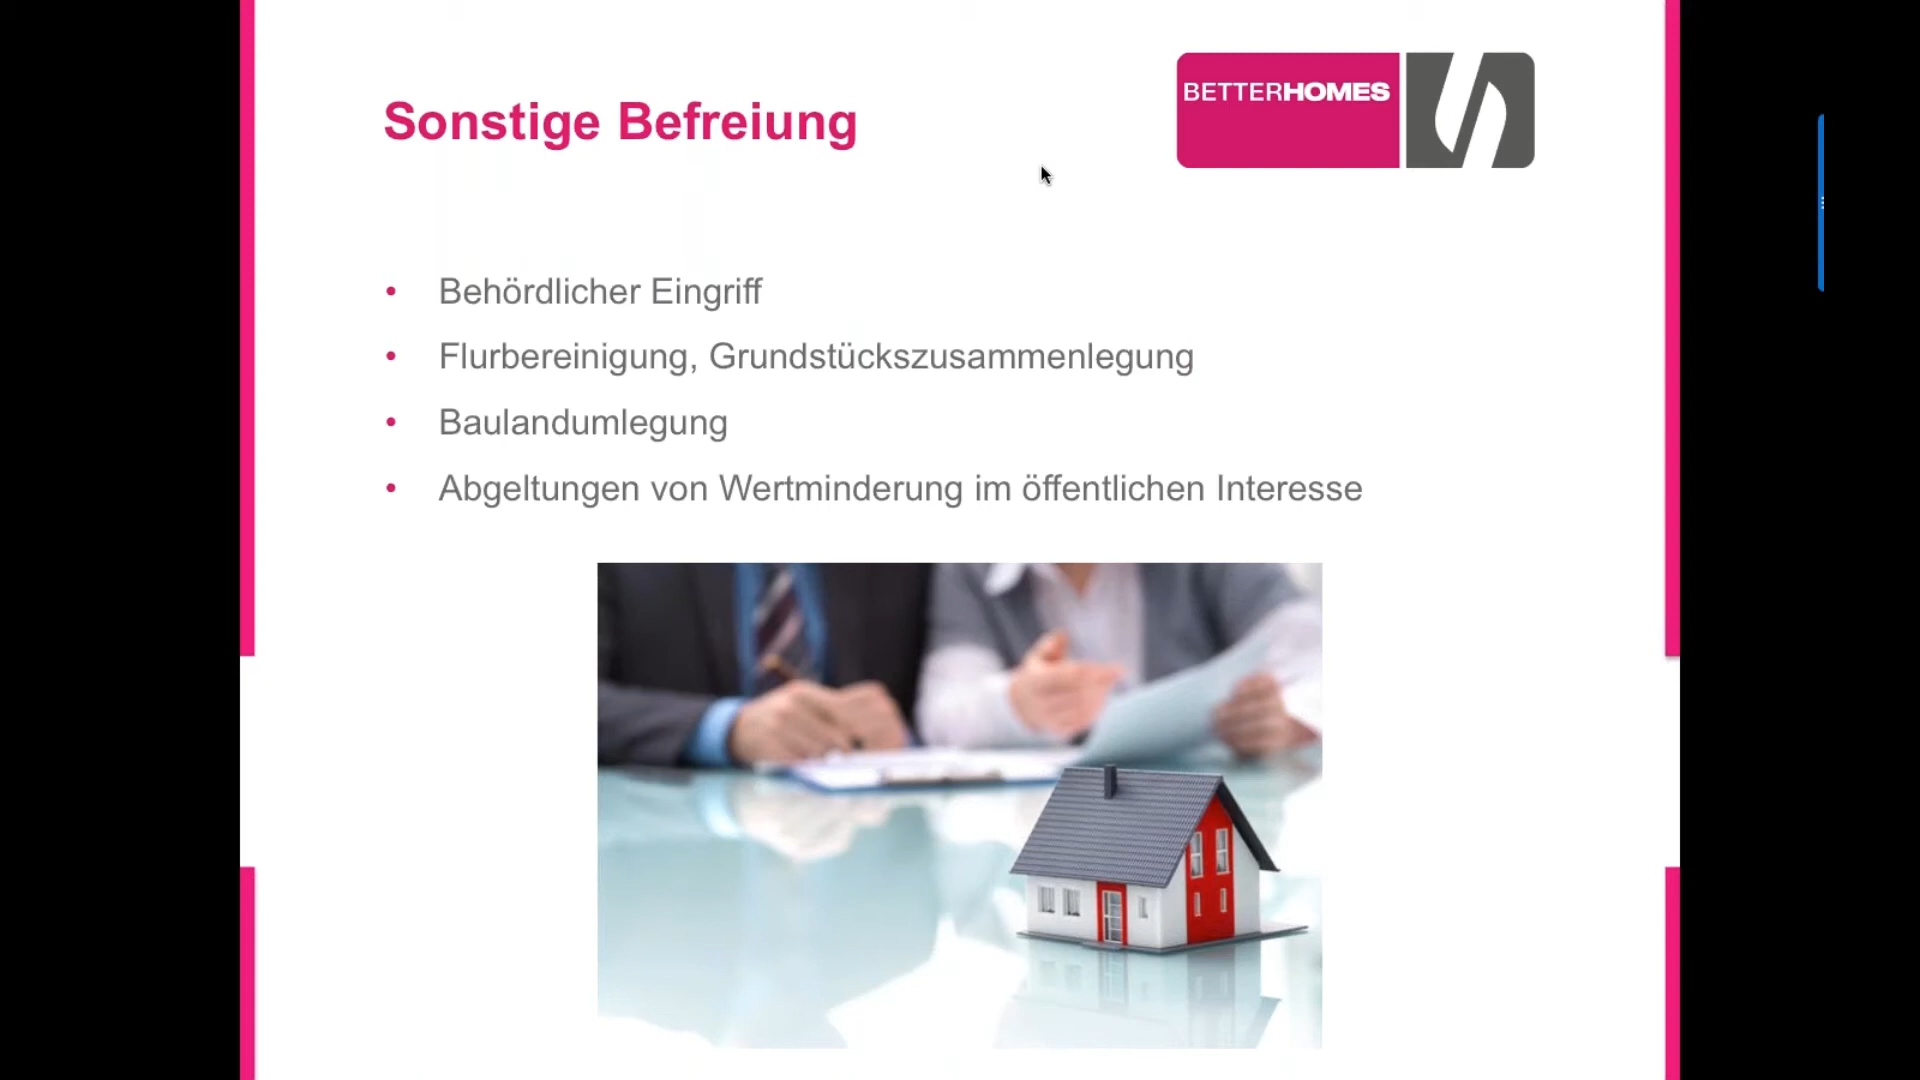 Sonstige Befreiung
BETTERHOMES
Behördlicher Eingriff
Flurbereinigung, Grundstückszusammenlegung
Baulandumlegung
Abgeltungen von Wertminderung im öffentlichen Interesse